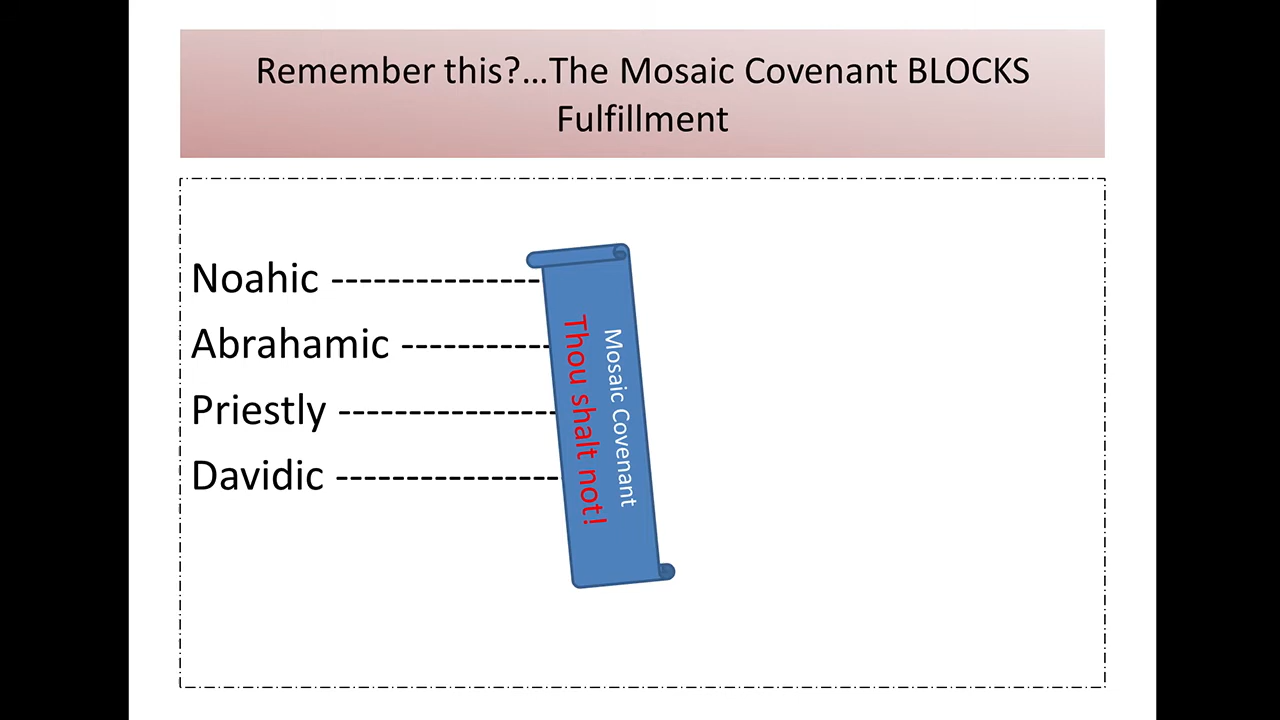 Remember this?...The Mosaic Covenant BLOCKS
Fulfillment
Noahic ---------------
Abrahamic -----------
Priestly ----------------
Davidic ----------------
Mosaic Covenant
Thou shalt not!